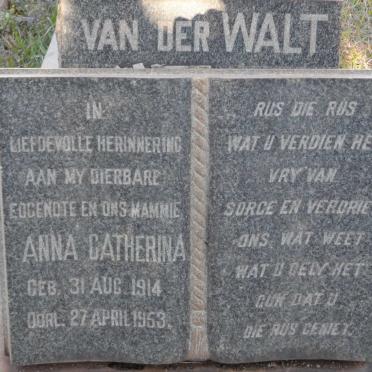 VAN DER WALT
IN
LIEFDEVOLLE HERINNERING
AAN MY DIERBARE
EGGENOTE EN ONS MAMMIE
ANNA CATHERINA
GEB. 31 AUG. 1914
OORL. 27 APRIL 1953.
RUS DIE RUS
WAT U VERDIEN HE
VRY VAN
SORGE EN VERDRIE
ONS, WAT WEET
WAT U GELY HET
GUN DAT U
DIE RUS GENIET.